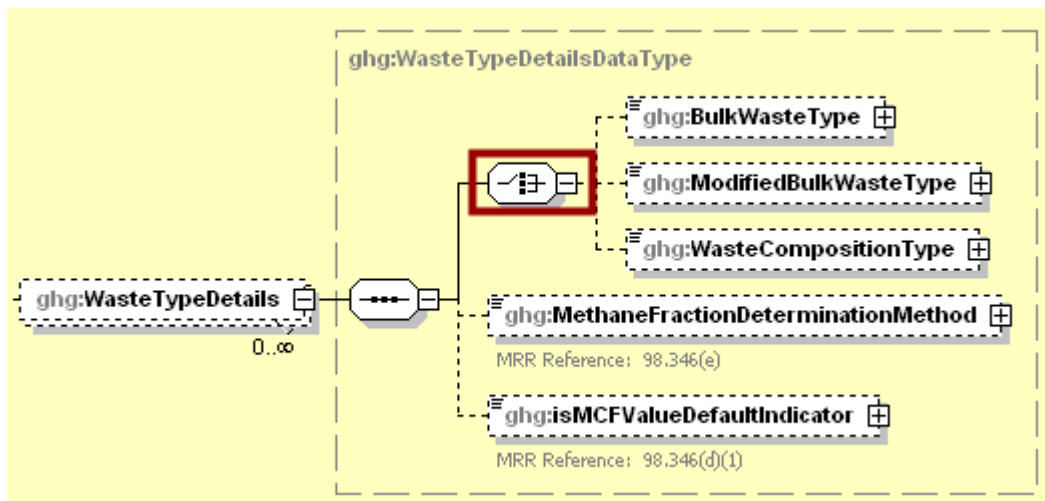 ghg:WasteTypeDetailsDataType
ghg:BulkWasteType
ghg:ModifiedBulkWasteType
ghg:WasteCompositionType
ghg:WasteTypeDetails
0..∞
ghg:MethaneFractionDeterminationMethod
MRR Reference: 98.346(e)
ghg:isMCFValueDefaultIndicator
MRR Reference: 98.346(d)(1)